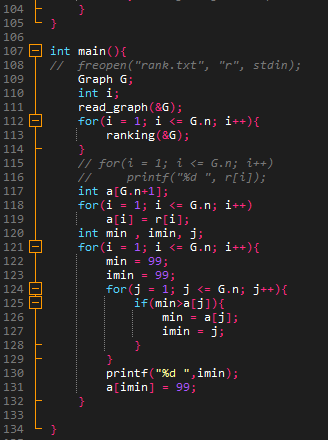 104 }
105 }
106
107 int main(){
108 // freopen("rank.txt", "r", stdin);
109 Graph G;
110 int i;
111 read_graph(&G);
112 for(i = 1; i <= G.n; i++){
113 ranking(&G);
114 }
115 // for(i = 1; i <= G.n; i++)
116 // printf("%d ", r[i]);
117 int a[G.n+1];
118 for(i = 1; i <= G.n; i++)
119 a[i] = r[i];
120 int min , imin, j;
121 for(i = 1; i <= G.n; i++){
122 min = 99;
123 imin = 99;
124 for(j = 1; j <= G.n; j++){
125 if(min>a[j]){
126 min = a[j];
127 imin = j;
128 }
129 }
130 printf("%d ",imin);
131 a[imin] = 99;
132 }
133
134 }